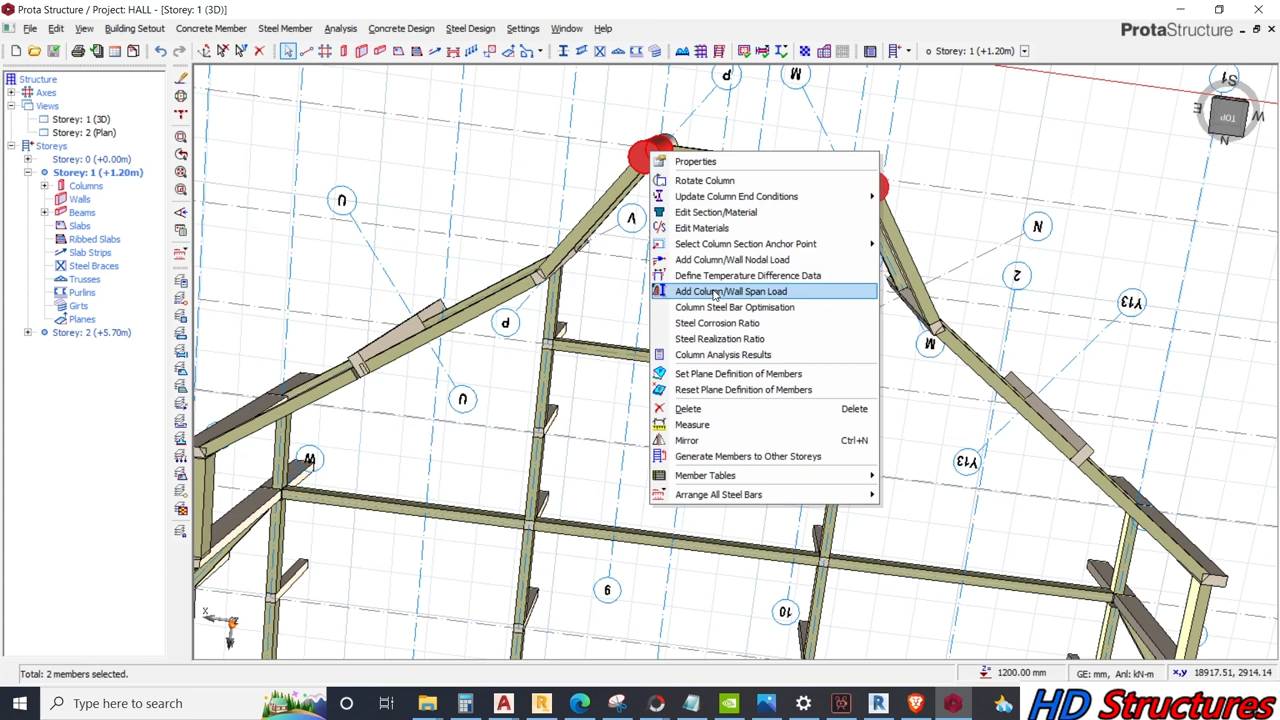 Prota Structure / Project: HALL - [Storey: 1 (3D)]
File Edit View Building Setout Concrete Member Steel Member Analysis Concrete Design Steel Design Settings Window Help
ProtaStructure
Storey: 1 (+1.20m)
Structure
Axes
Views
Storey: 1 (3D)
Storey: 2 (Plan)
Storeys
Storey: 0 (+0.00m)
Storey: 1 (+1.20m)
Columns
Walls
Beams
Slabs
Ribbed Slabs
Slab Strips
Steel Braces
Trusses
Purlins
Girts
Planes
Storey: 2 (+5.70m)
P
M
S1
E
TOP
W
N
U
V
N
2
Y13
P
M
U
W
Y13
9
10
X
Properties
Rotate Column
Update Column End Conditions
Edit Section/Material
Edit Materials
Select Column Section Anchor Point
Add Column/Wall Nodal Load
Define Temperature Difference Data
Add Column/Wall Span Load
Column Steel Bar Optimisation
Steel Corrosion Ratio
Steel Realization Ratio
Column Analysis Results
Set Plane Definition of Members
Reset Plane Definition of Members
Delete Delete
Measure
Mirror Ctrl+N
Generate Members to Other Storeys
Member Tables
Arrange All Steel Bars
Total: 2 members selected.
Z= 1200.00 mm GE: mm, Anl: kN-m x,y 18917.51, 2914.14
Type here to search
HD Structures